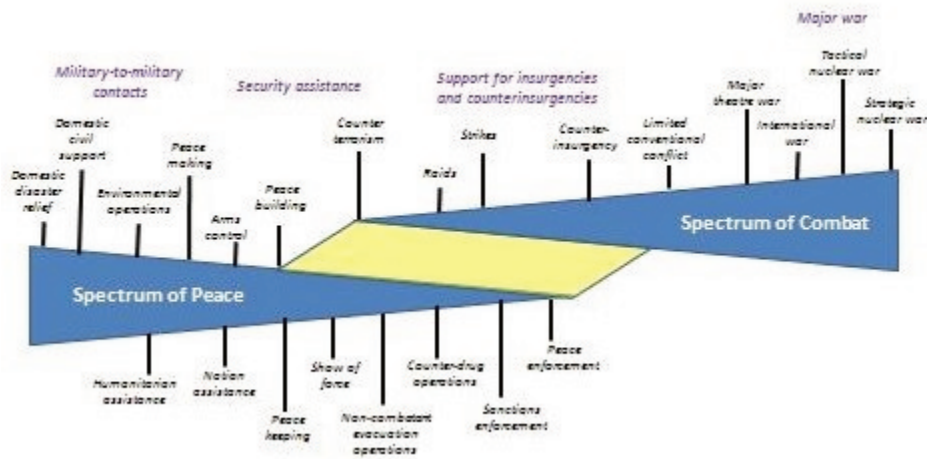 Major war
Military-to-military
contacts
Security assistance
Support for insurgencies
and counterinsurgencies
Tactical
nuclear war
Major
theatre war
Strategic
nuclear war
Domestic
civil
support
Peace
making
Counter
terrorism
Strikes
Counter-
insurgency
Limited
conventional
conflict
International
war
Domestic
disaster
relief
Environmental
operations
Arms
control
Peace
building
Raids
Spectrum of Combat
Spectrum of Peace
Humanitarian
assistance
Nation
assistance
Peace
keeping
Show of
force
Non-combatant
evacuation
operations
Counter-drug
operations
Sanctions
enforcement
Peace
enforcement